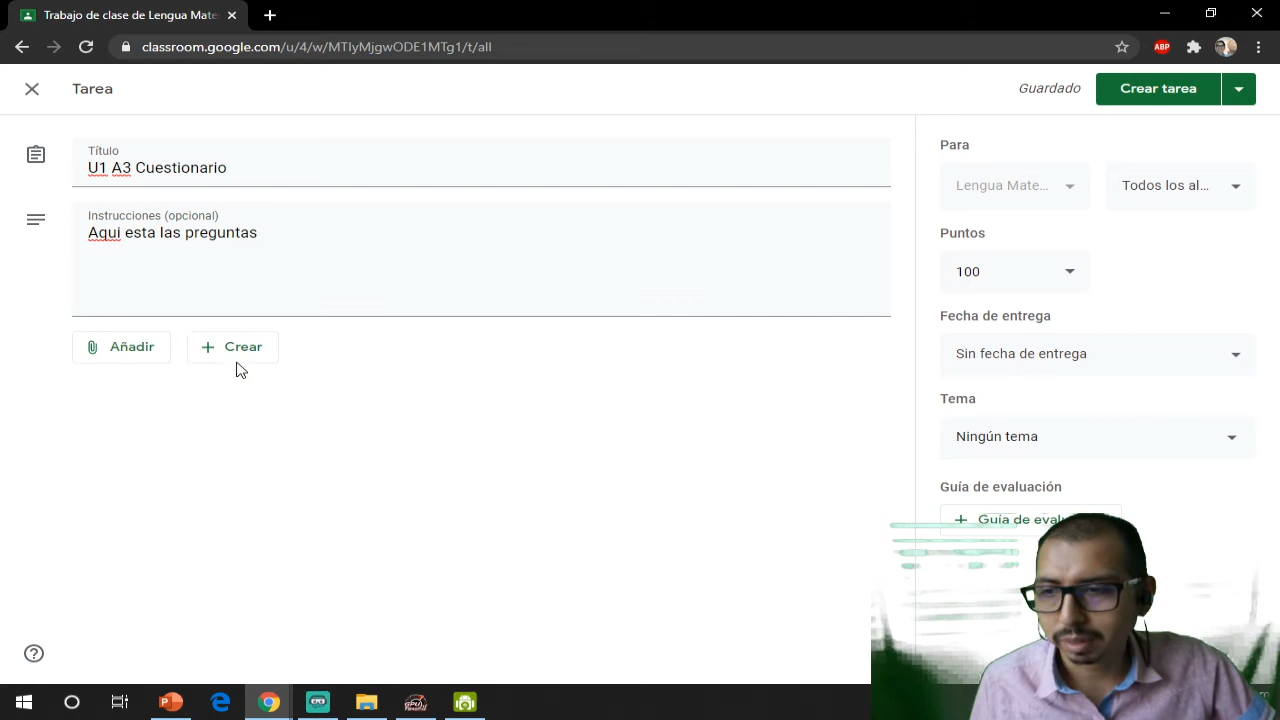 Trabajo de clase de Lengua Mate
classroom.google.com/u/4/w/MTIyMjgwODE1MTg1/t/all
ABP
Tarea
Guardado
Crear tarea
Título
U1 A3 Cuestionario
Instrucciones (opcional)
Aqui esta las preguntas
Añadir
Crear
Para
Lengua Mate...
Todos los al...
Puntos
100
Fecha de entrega
Sin fecha de entrega
Tema
Ningún tema
Guía de evaluación
Guía de